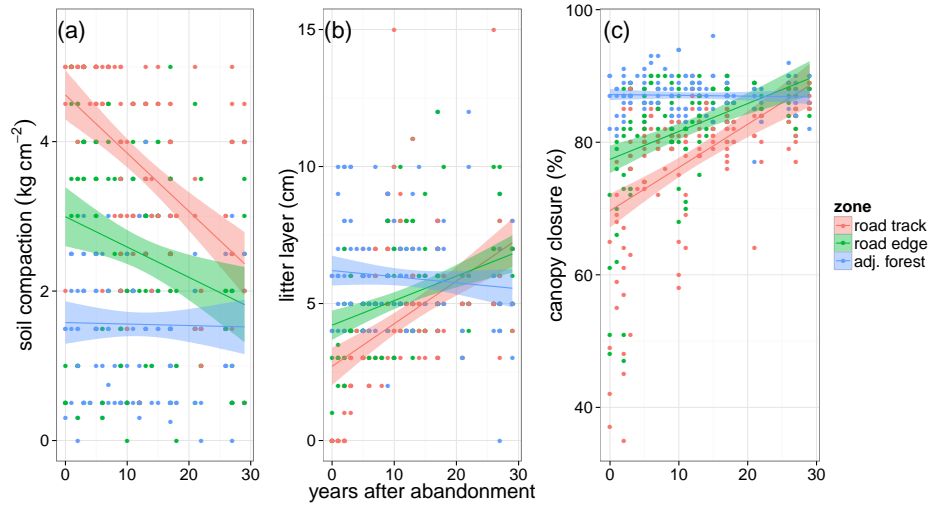 (a)
soil compaction (kg cm⁻²)
0
2
4
0
10
20
30
(b)
litter layer (cm)
0
5
10
15
0
10
20
30
years after abandonment
(c)
canopy closure (%)
40
60
80
100
0
10
20
30
zone
road track
road edge
adj. forest